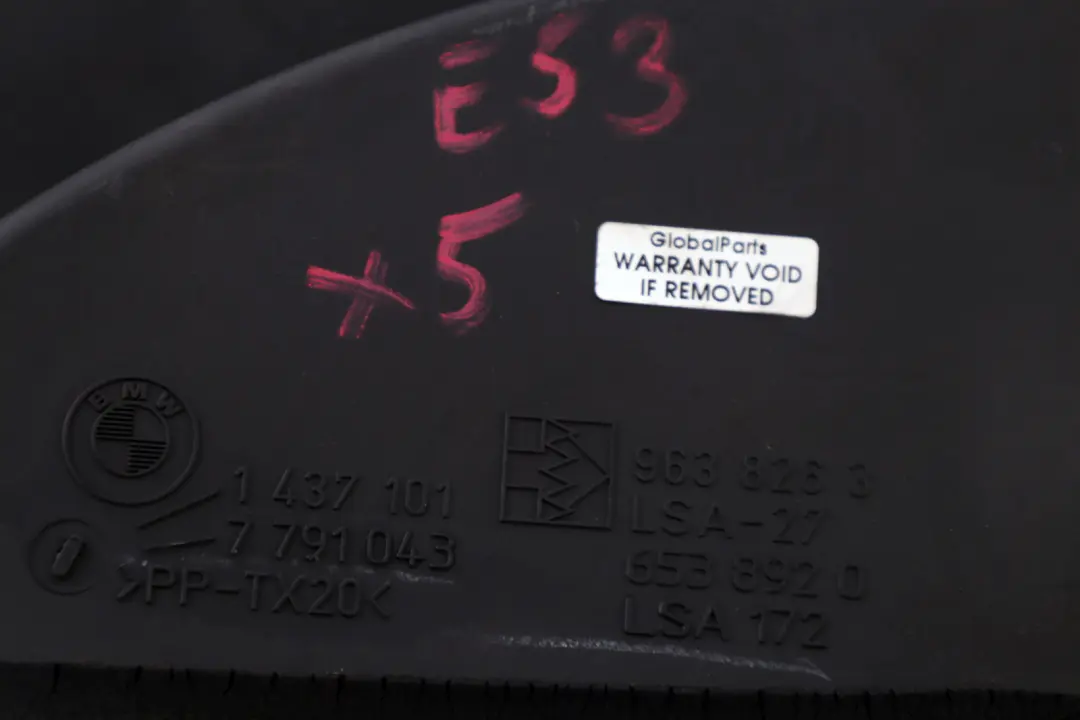 E53
x5
GlobalParts
WARRANTY VOID
IF REMOVED
BMW
1 437 101
7 791 043
>PP-TX20<
963 826 3
LSA-27
653 892 0
LSA 172